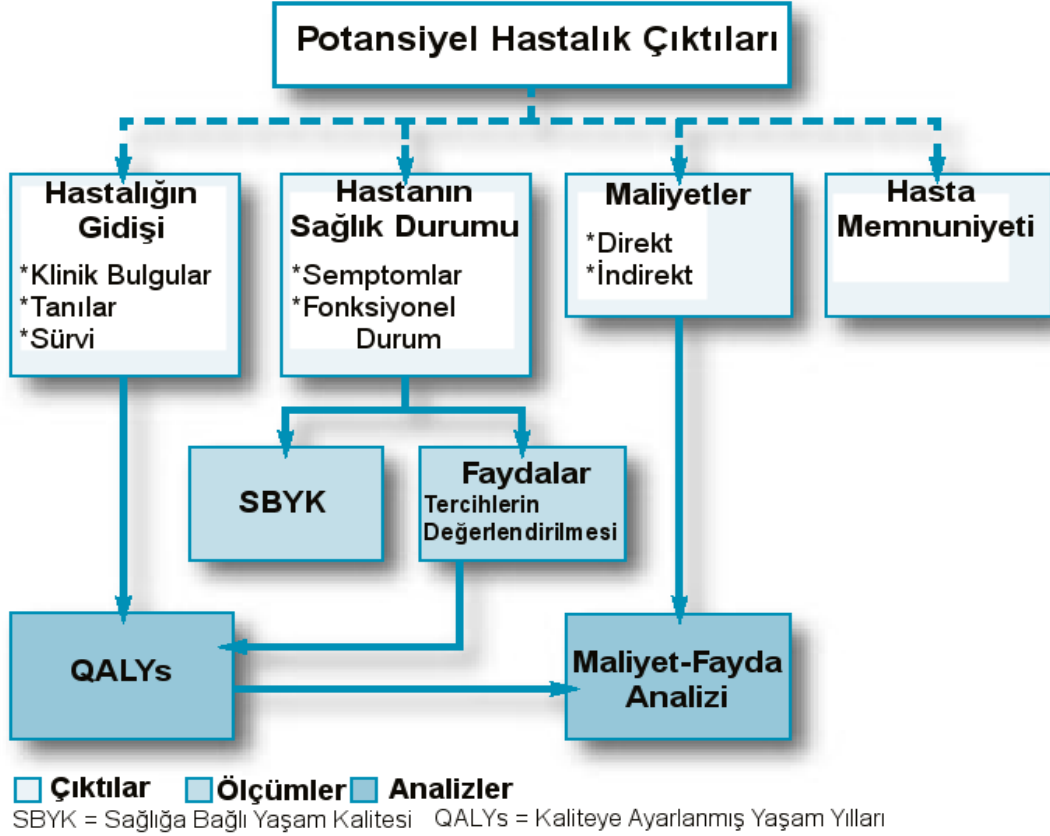 Potansiyel Hastalık Çıktıları
Hastalığın
Gidişi
*Klinik Bulgular
*Tanılar
*Sürvi
Hastanın
Sağlık Durumu
*Semptomlar
*Fonksiyonel
Durum
Maliyetler
*Direkt
*İndirekt
Hasta
Memnuniyeti
SBYK
Faydalar
Tercihlerin
Değerlendirilmesi
QALYs
Maliyet-Fayda
Analizi
Çıktılar Ölçümler Analizler
SBYK = Sağlığa Bağlı Yaşam Kalitesi QALYs = Kaliteye Ayarlanmış Yaşam Yılları